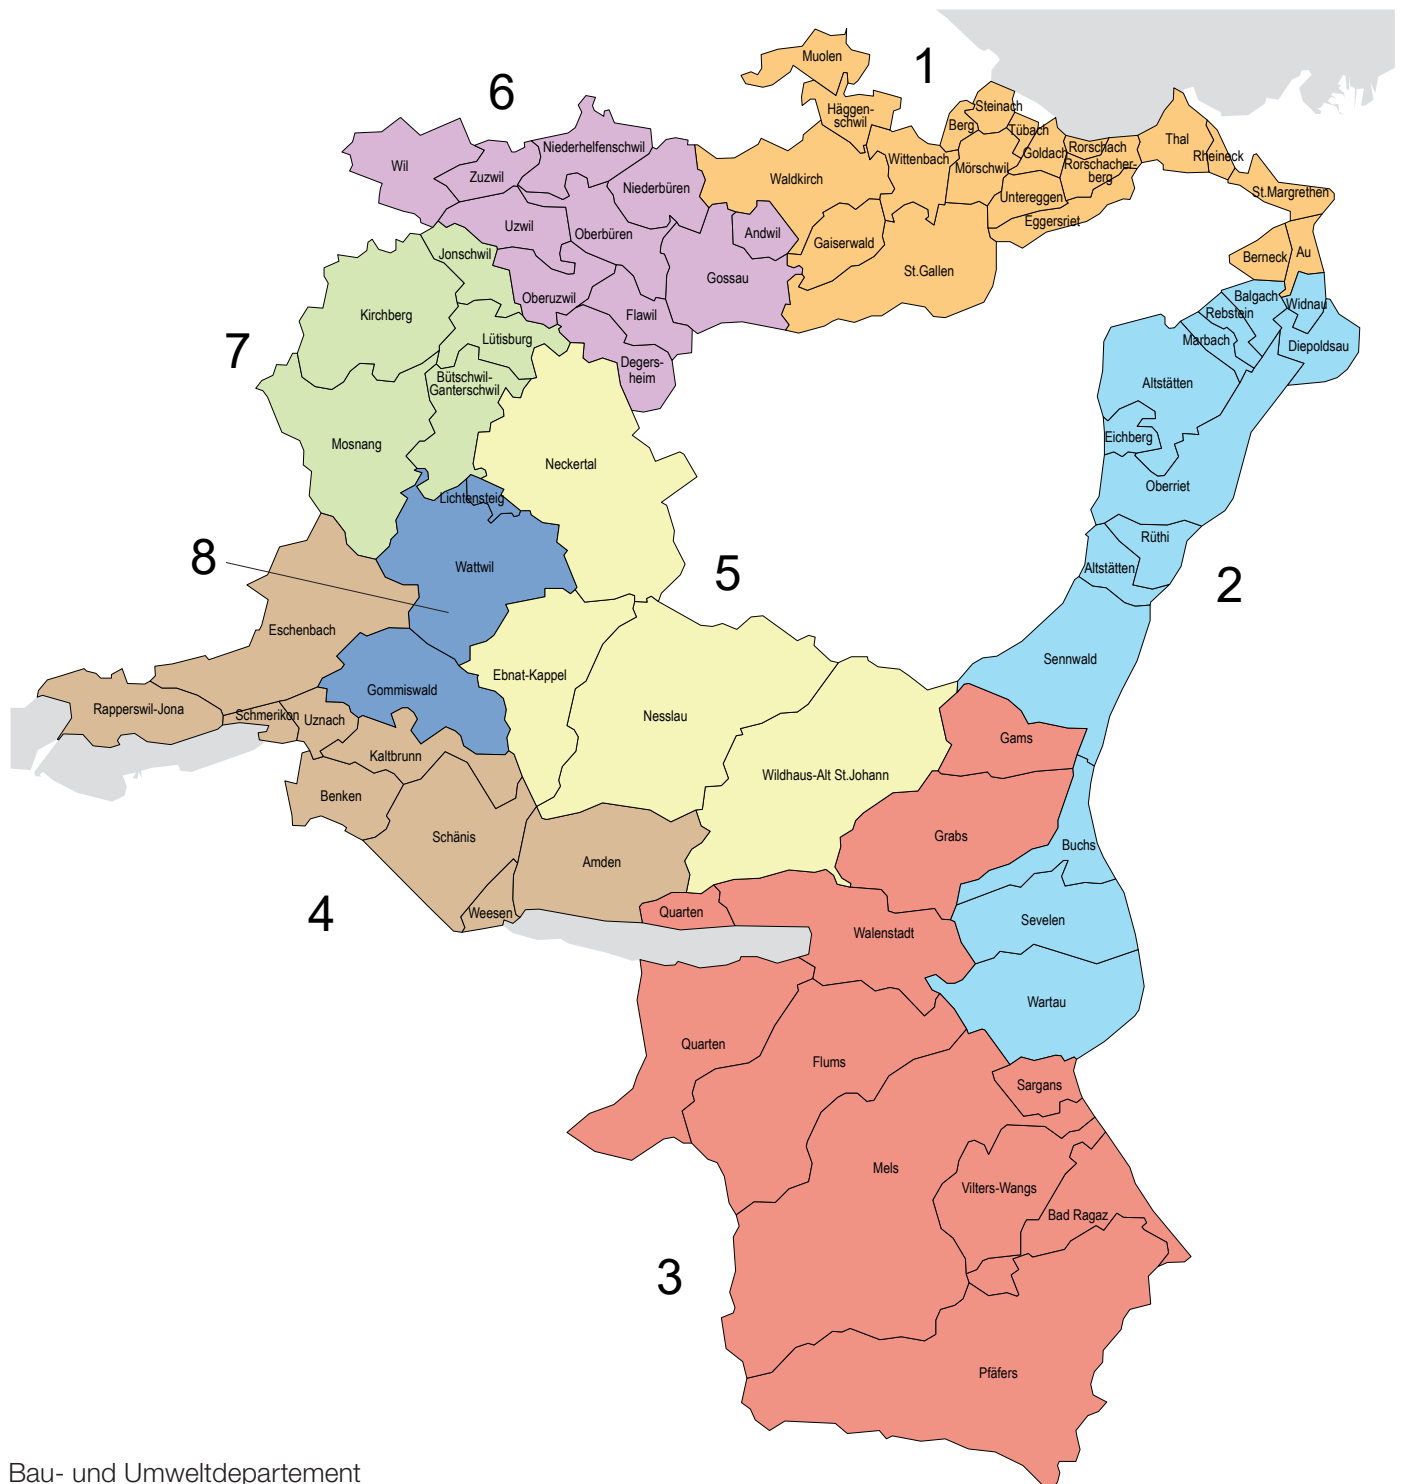 1
Muolen
Häggen-
schwil
Steinach
Berg
Tübach
Goldach
Rorschach
Rorschacher-
berg
Thal
Rheineck
St.Margrethen
Wittenbach
Mörschwil
Waldkirch
Untereggen
Eggersriet
Gaiserwald
St.Gallen
Berneck
Au
6
Wil
Zuzwil
Niederhelfenschwil
Niederbüren
Uzwil
Oberbüren
Andwil
Gossau
Oberuzwil
Flawil
Degers-
heim
7
Jonschwil
Kirchberg
Lütisburg
Bütschwil-
Ganterschwil
Mosnang
2
Balgach
Widnau
Rebstein
Marbach
Diepoldsau
Altstätten
Eichberg
Oberriet
Rüthi
Altstätten
Sennwald
Buchs
Sevelen
Wartau
8
Lichtensteig
Wattwil
Gommiswald
5
Neckertal
Ebnat-Kappel
Nesslau
Wildhaus-Alt St.Johann
4
Eschenbach
Rapperswil-Jona
Schmerikon
Uznach
Kaltbrunn
Benken
Schänis
Amden
Weesen
3
Gams
Grabs
Quarten
Walenstadt
Quarten
Flums
Sargans
Mels
Vilters-Wangs
Bad Ragaz
Pfäfers
Bau- und Umweltdepartement